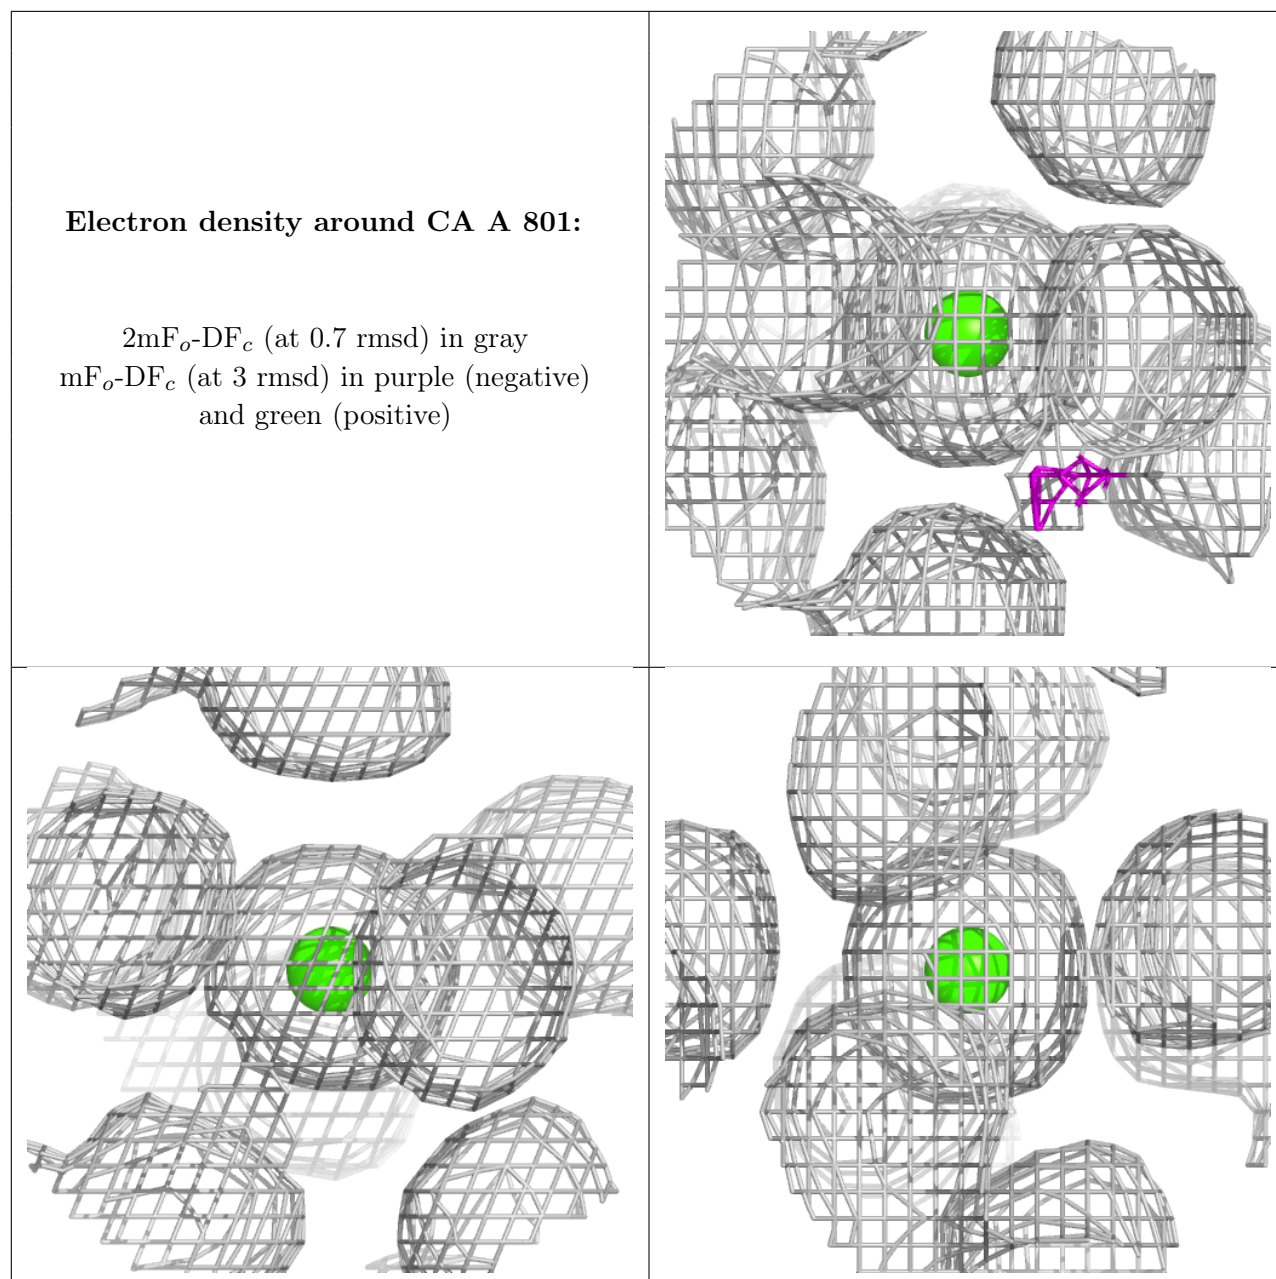 Electron density around CA A 801:
2mFo-DFc (at 0.7 rmsd) in gray
mFo-DFc (at 3 rmsd) in purple (negative)
and green (positive)